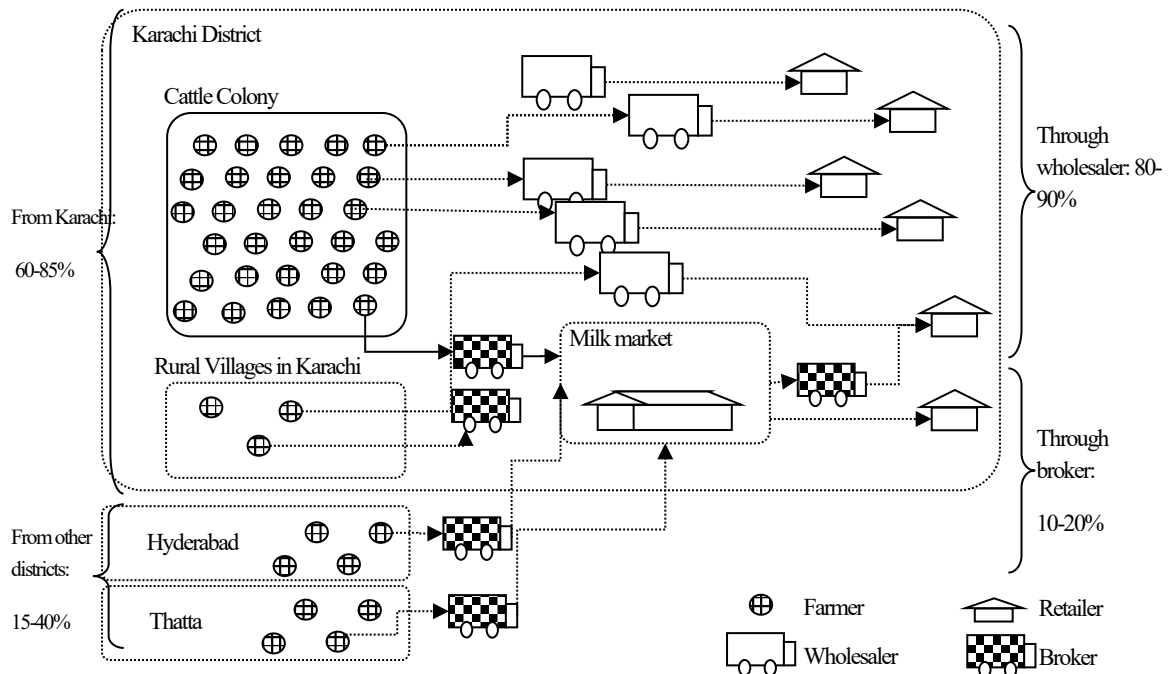 Karachi District
Cattle Colony
From Karachi:
60-85%
Through
wholesaler: 80-
90%
Milk market
Rural Villages in Karachi
Through
broker:
10-20%
From other
districts:
15-40%
Hyderabad
Thatta
Farmer
Retailer
Wholesaler
Broker